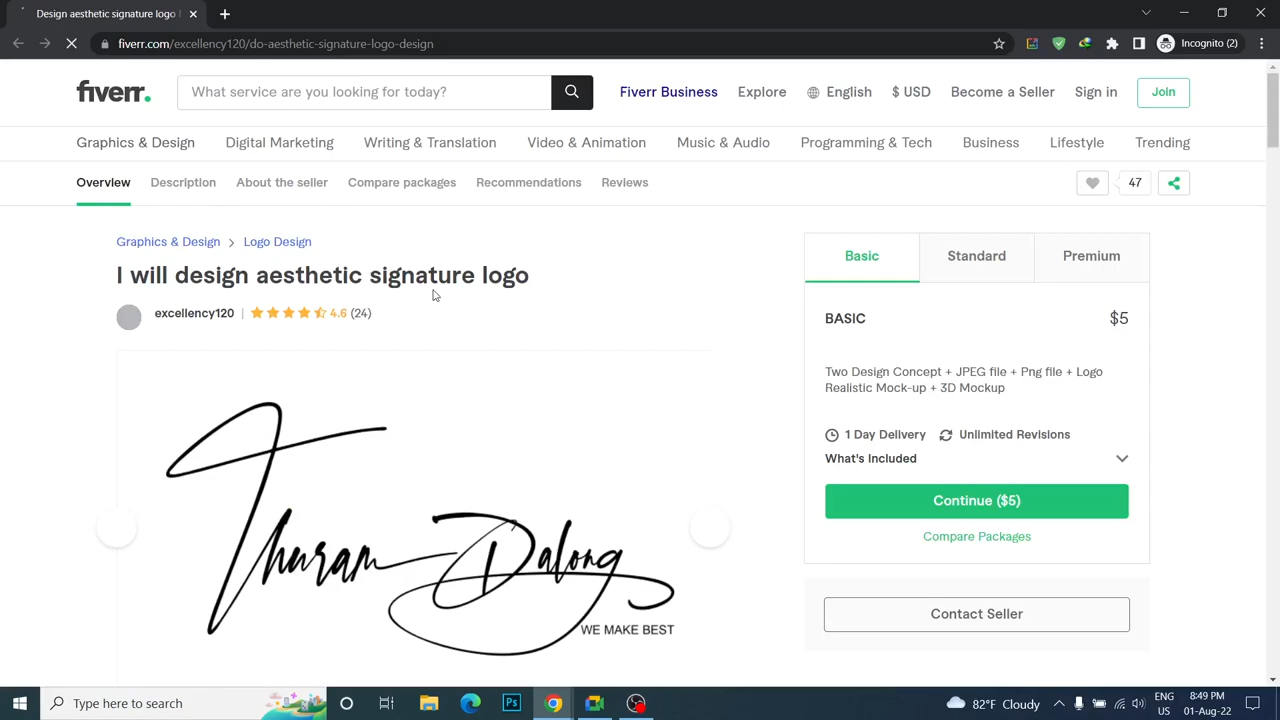 Design aesthetic signature logo
fiverr.com/excellency120/do-aesthetic-signature-logo-design
Incognito (2)
fiverr.
What service are you looking for today?
Fiverr Business
Explore
English
$ USD
Become a Seller
Sign in
Join
Graphics & Design
Digital Marketing
Writing & Translation
Video & Animation
Music & Audio
Programming & Tech
Business
Lifestyle
Trending
Overview
Description
About the seller
Compare packages
Recommendations
Reviews
47
Graphics & Design > Logo Design
I will design aesthetic signature logo
excellency120 | 4.6 (24)
Thuram Dalong
WE MAKE BEST
Basic
Standard
Premium
BASIC
$5
Two Design Concept + JPEG file + Png file + Logo
Realistic Mock-up + 3D Mockup
1 Day Delivery
Unlimited Revisions
What's Included
Continue ($5)
Compare Packages
Contact Seller
Type here to search
Ps
82°F Cloudy
ENG
US
8:49 PM
01-Aug-22